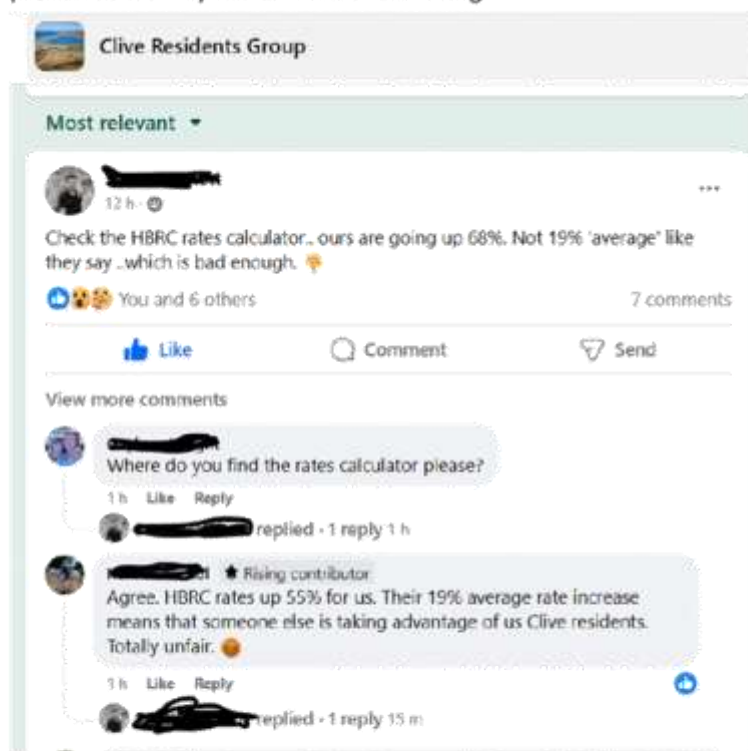 Clive Residents Group
Most relevant
12 h ·
Check the HBRC rates calculator.. ours are going up 68%. Not 19% 'average' like
they say ..which is bad enough.
You and 6 others
7 comments
Like
Comment
Send
View more comments
Where do you find the rates calculator please?
1 h Like Reply
replied · 1 reply 1 h
Rising contributor
Agree. HBRC rates up 55% for us. Their 19% average rate increase
means that someone else is taking advantage of us Clive residents.
Totally unfair.
1 h Like Reply
replied · 1 reply 15 m